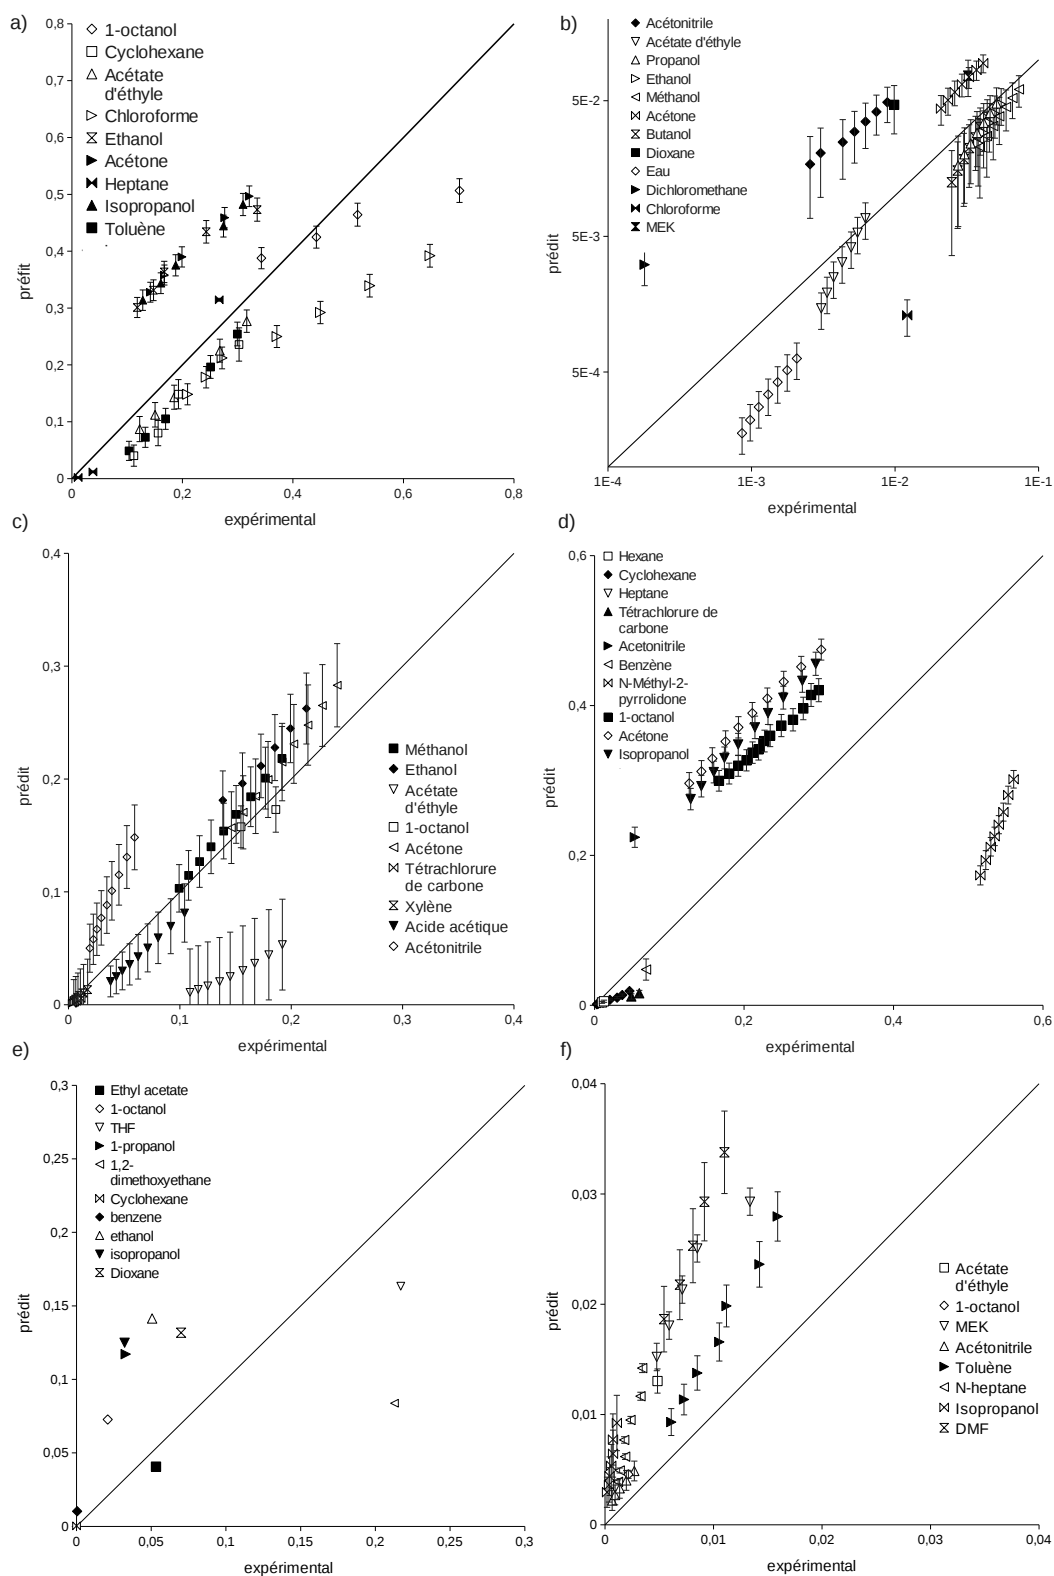 a)
0,8
0,7
0,6
0,5
0,4
0,3
0,2
0,1
0
0
0,2
0,4
0,6
0,8
préfit
expérimental
1-octanol
Cyclohexane
Acétate
d'éthyle
Chloroforme
Ethanol
Acétone
Heptane
Isopropanol
Toluène
b)
5E-2
5E-3
5E-4
1E-4
1E-3
1E-2
1E-1
prédit
expérimental
Acétonitrile
Acétate d'éthyle
Propanol
Ethanol
Méthanol
Acétone
Butanol
Dioxane
Eau
Dichloromethane
Chloroforme
MEK
c)
0,4
0,3
0,2
0,1
0
0
0,1
0,2
0,3
0,4
prédit
expérimental
Méthanol
Ethanol
Acétate
d'éthyle
1-octanol
Acétone
Tétrachlorure
de carbone
Xylène
Acide acétique
Acétonitrile
d)
0,6
0,4
0,2
0
0
0,2
0,4
0,6
prédit
expérimental
Hexane
Cyclohexane
Heptane
Tétrachlorure de
carbone
Acetonitrile
Benzène
N-Méthyl-2-
pyrrolidone
1-octanol
Acétone
Isopropanol
e)
0,3
0,25
0,2
0,15
0,1
0,05
0
0
0,05
0,1
0,15
0,2
0,25
0,3
prédit
expérimental
Ethyl acetate
1-octanol
THF
1-propanol
1,2-
dimethoxyethane
Cyclohexane
benzene
ethanol
isopropanol
Dioxane
f)
0,04
0,03
0,02
0,01
0
0
0,01
0,02
0,03
0,04
prédit
expérimental
Acétate
d'éthyle
1-octanol
MEK
Acétonitrile
Toluène
N-heptane
Isopropanol
DMF